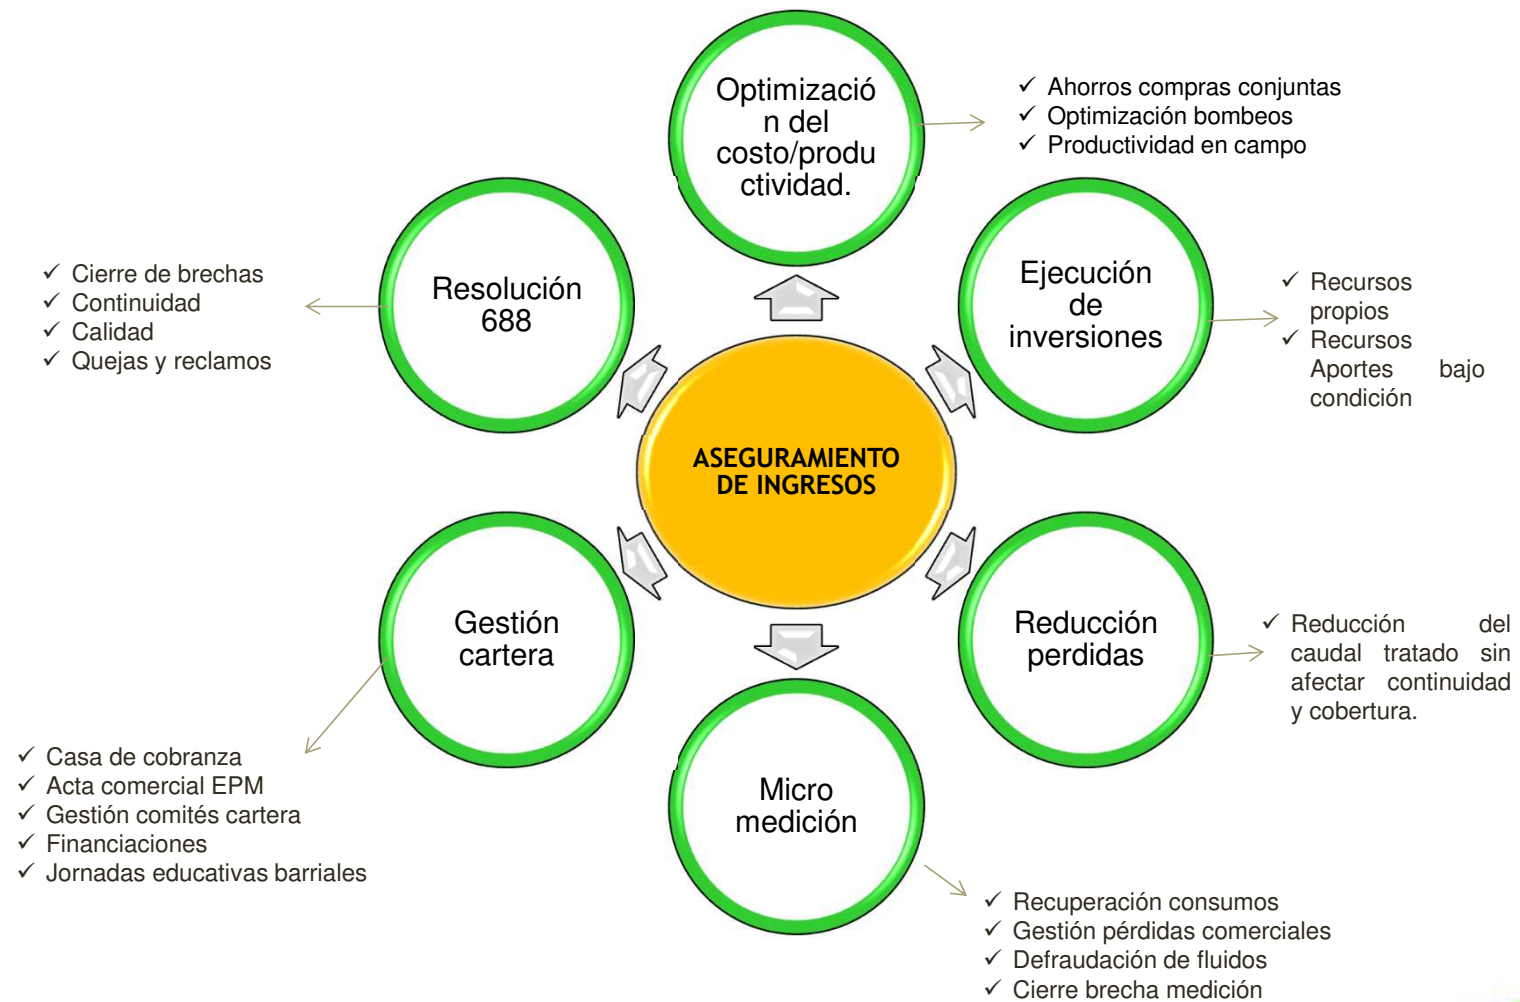 Optimizació
n del
costo/produ
ctividad.
✓ Ahorros compras conjuntas
✓ Optimización bombeos
✓ Productividad en campo
Ejecución
de
inversiones
✓ Recursos
propios
✓ Recursos
Aportes bajo
condición
Resolución
688
✓ Cierre de brechas
✓ Continuidad
✓ Calidad
✓ Quejas y reclamos
ASEGURAMIENTO
DE INGRESOS
Gestión
cartera
✓ Casa de cobranza
✓ Acta comercial EPM
✓ Gestión comités cartera
✓ Financiaciones
✓ Jornadas educativas barriales
Reducción
perdidas
✓ Reducción del
caudal tratado sin
afectar continuidad
y cobertura.
Micro
medición
✓ Recuperación consumos
✓ Gestión pérdidas comerciales
✓ Defraudación de fluidos
✓ Cierre brecha medición